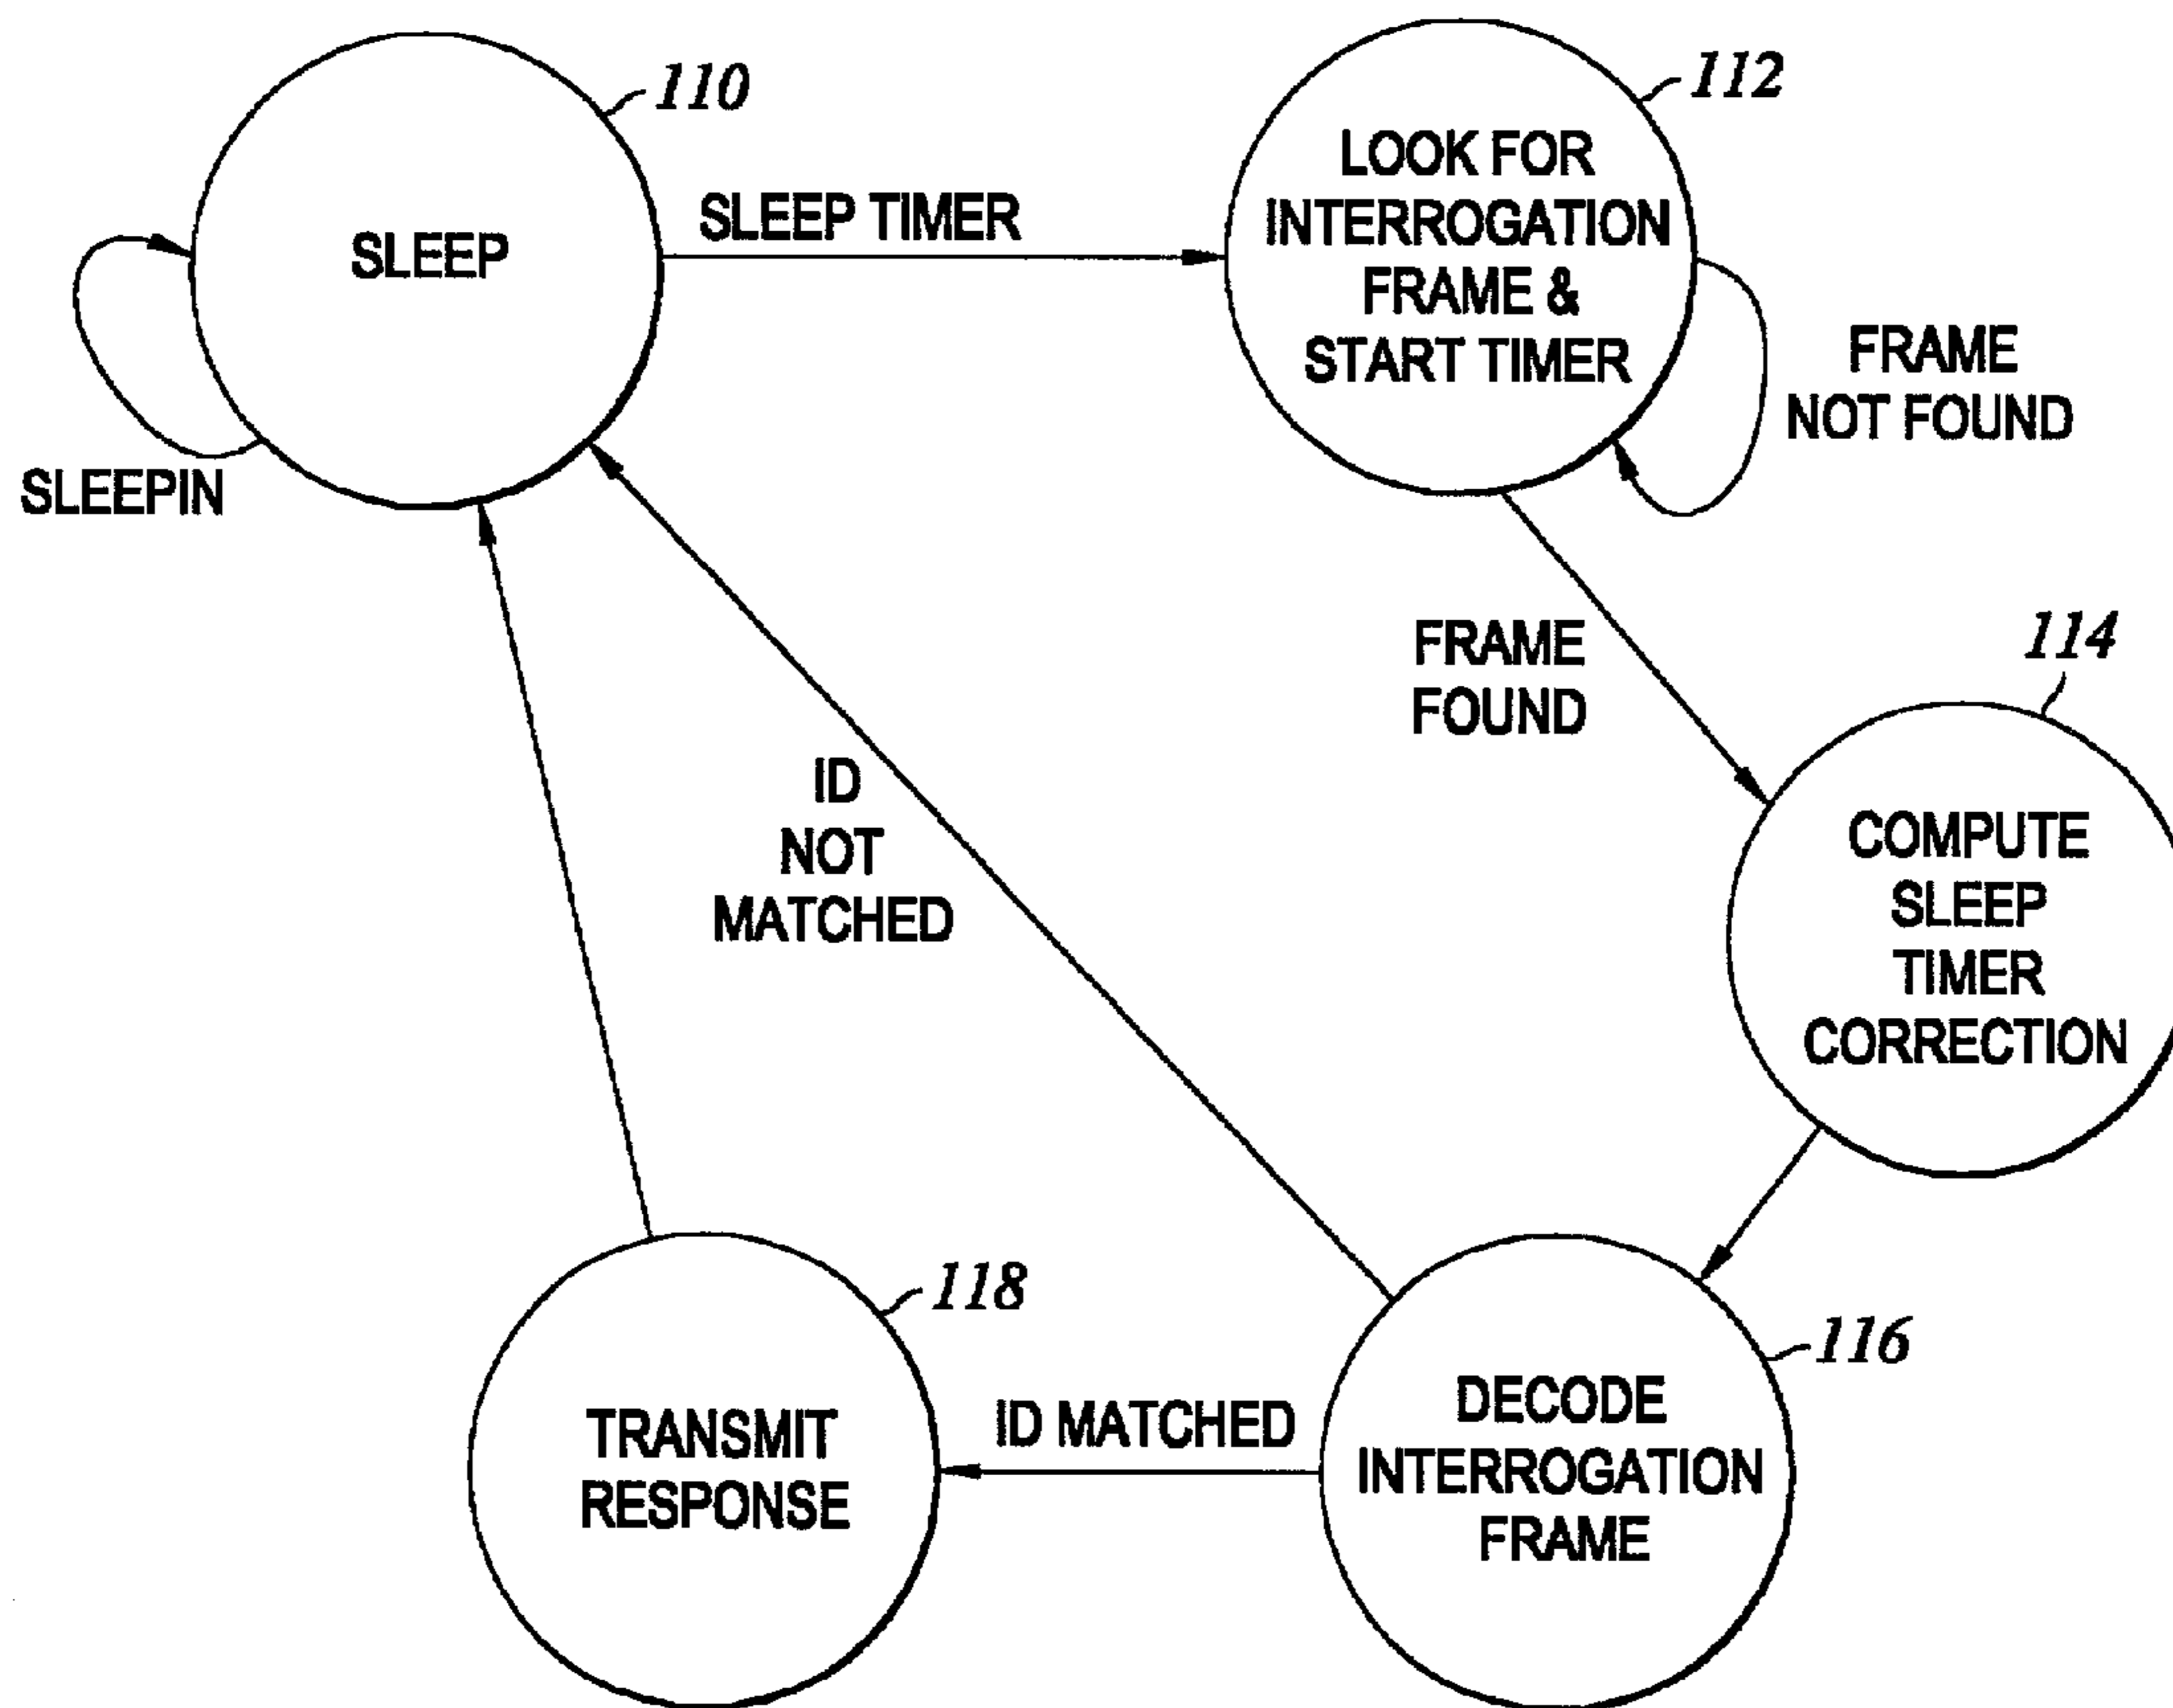 110
SLEEP
SLEEPIN
SLEEP TIMER
112
LOOK FOR
INTERROGATION
FRAME &
START TIMER
FRAME
NOT FOUND
FRAME
FOUND
114
COMPUTE
SLEEP
TIMER
CORRECTION
ID
NOT
MATCHED
116
DECODE
INTERROGATION
FRAME
ID MATCHED
118
TRANSMIT
RESPONSE